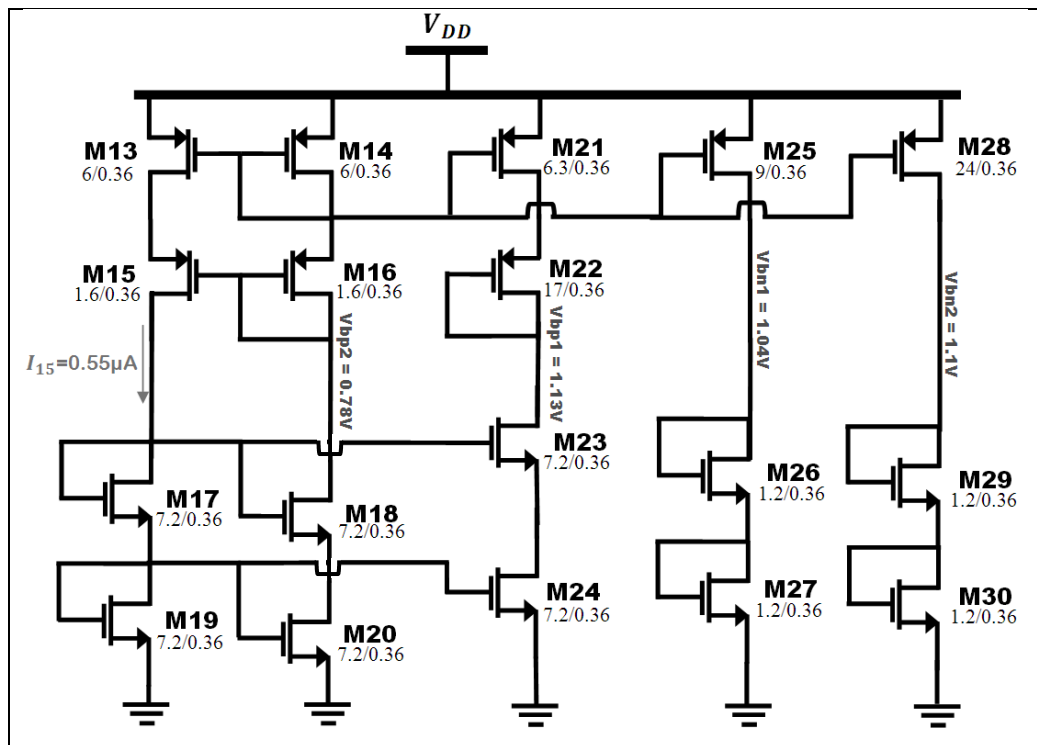 V_DD
M13
6/0.36
M14
6/0.36
M21
6.3/0.36
M25
9/0.36
M28
24/0.36
M15
1.6/0.36
M16
1.6/0.36
M22
17/0.36
I_15=0.55µA
Vbp2 = 0.78V
Vbp1 = 1.13V
Vbn1 = 1.04V
Vbn2 = 1.1V
M17
7.2/0.36
M18
7.2/0.36
M23
7.2/0.36
M26
1.2/0.36
M29
1.2/0.36
M19
7.2/0.36
M20
7.2/0.36
M24
7.2/0.36
M27
1.2/0.36
M30
1.2/0.36